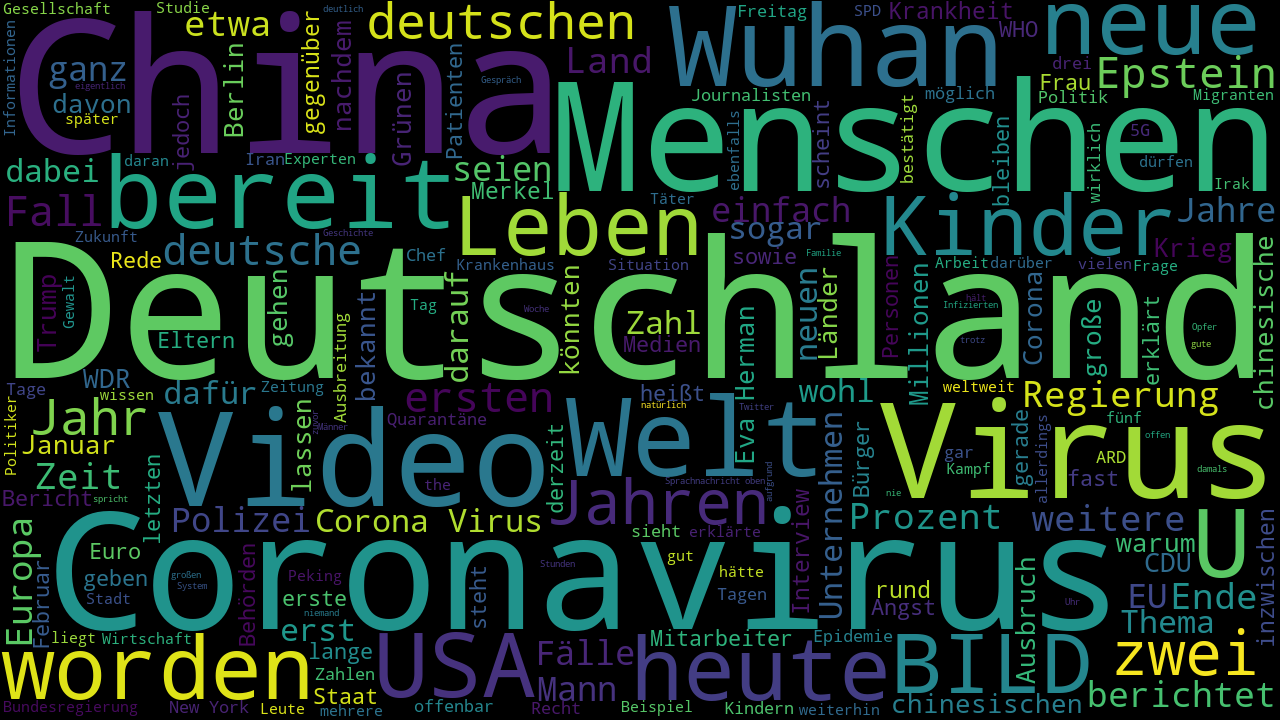 Gesellschaft
Studie
deutlich
etwa
deutschen
Freitag
SPD
Krankheit
WHO
neue
China
Wuhan
Informationen
ganz
eigentlich
davon
später
Berlin
gegenüber
nachdem
jedoch
Grünen
Patienten
Gespräch
Land
Journalisten
möglich
drei
Frau
Politik
Epstein
Migranten
Menschen
5G
dürfen
wirklich
bleiben
bestätigt
ebenfalls
scheint
dabei
daran
Iran
Experten
seien
Merkel
Täter
Irak
bereit
Fall
Zukunft
Geschichte
Leben
einfach
sogar
Kinder
Jahre
Rede
deutsche
Chef
Krankenhaus
Situation
sowie
Familie
Krieg
Arbeit
darüber
vielen
Frage
Personen
Millionen
chinesische
Deutschland
Trump
Gewalt
gehen
Tag
darauf
Woche
könnten
Zahl
Medien
neuen
Länder
Infizierten
hält
trotz
Corona
große
erklärt
Opfer
gute
Eltern
Ausbreitung
bekannt
Herman
Eva
Tage
WDR
wissen
dafür
Zeitung
ersten
heißt
wohl
weltweit
Regierung
Jahr
Politiker
Januar
Zeit
Bericht
spricht
letzten
Video
lassen
zuvor
Männer
Quarantäne
the
derzeit
Welt
natürlich
Twitter
Sprachnachricht oben
aufgrund
Bürger
Unternehmen
Interview
Virus
gar
Kampf
nie
gerade
allerdings
ARD
fast
fünf
offen
damals
Jahren
Polizei
Corona Virus
sieht
erklärte
Prozent
weitere
warum
U
inzwischen
Europa
Februar
Euro
geben
Stadt
großen
System
Behörden
Coronavirus
Peking
erste
niemand
steht
Stunden
gut
hätte
Tagen
rund
Angst
Uhr
Ausbruch
CDU
EU
Ende
Thema
liegt
Wirtschaft
erst
lange
Zahlen
Staat
Mitarbeiter
Epidemie
worden
USA
Fälle
Mann
heute
BILD
zwei
berichtet
Bundesregierung
New York
Leute
mehrere
offenbar
Recht
Beispiel
Kindern
weiterhin
chinesischen